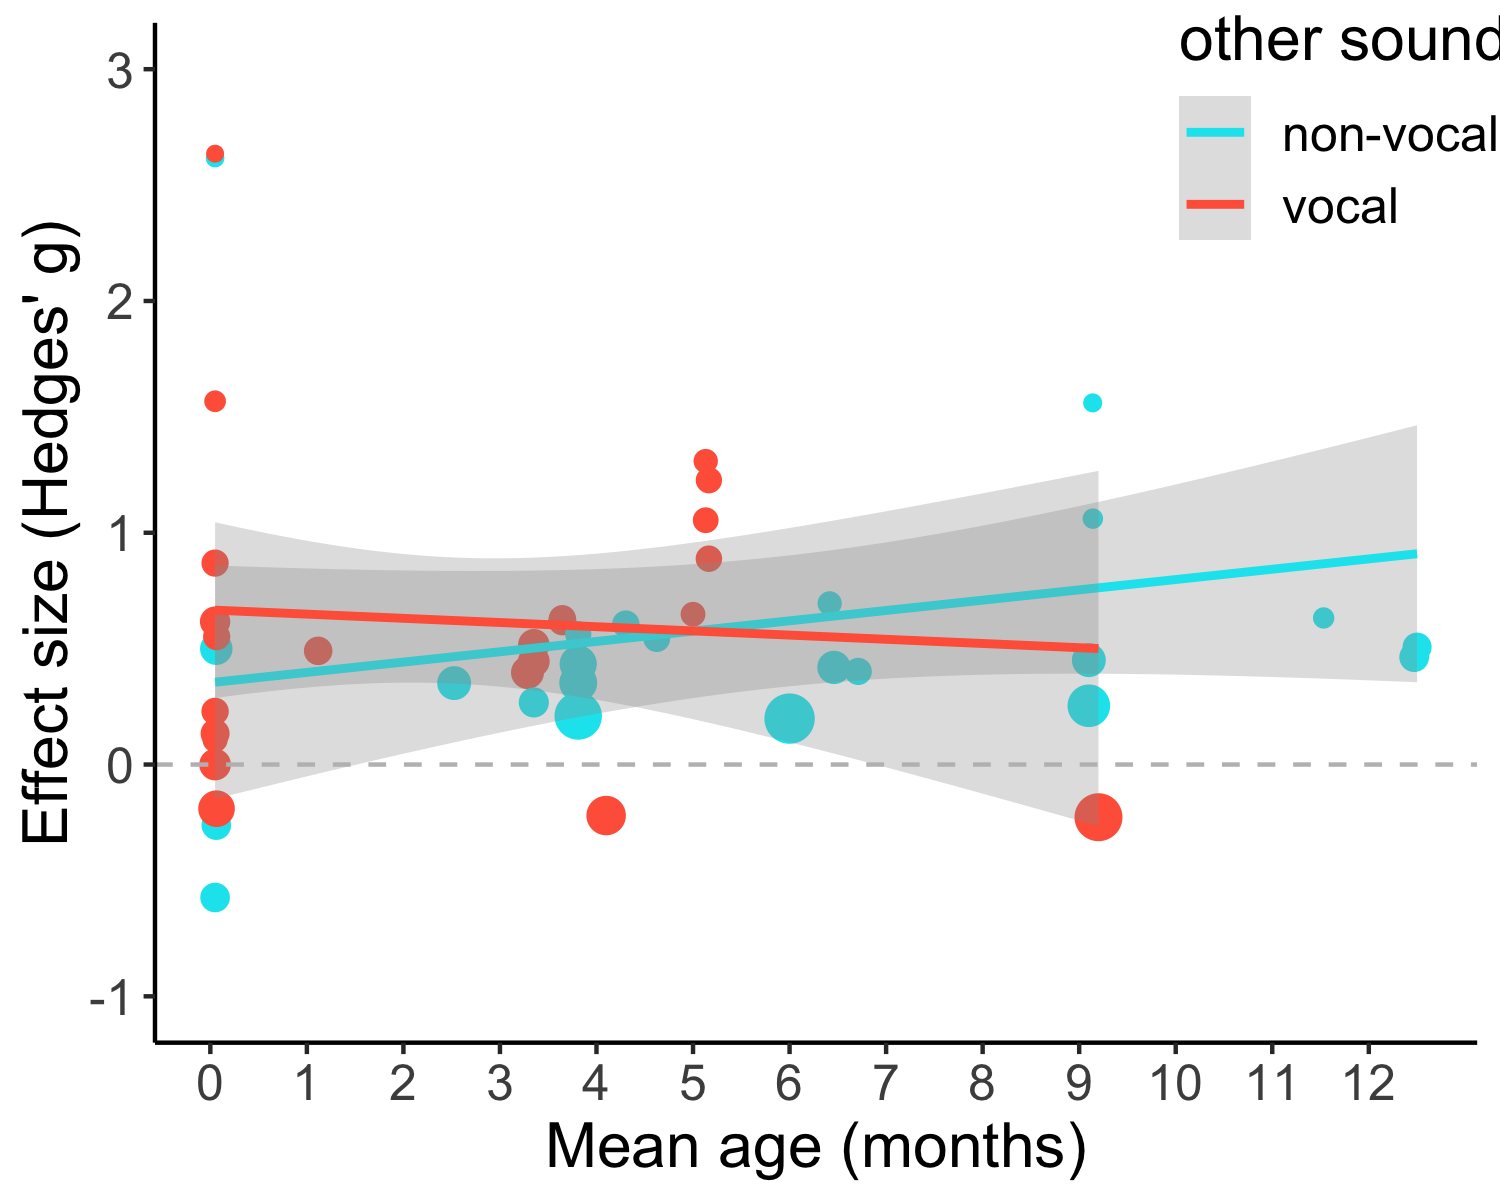 other sound
non-vocal
vocal
Effect size (Hedges' g)
3
2
1
0
-1
0 1 2 3 4 5 6 7 8 9 10 11 12
Mean age (months)